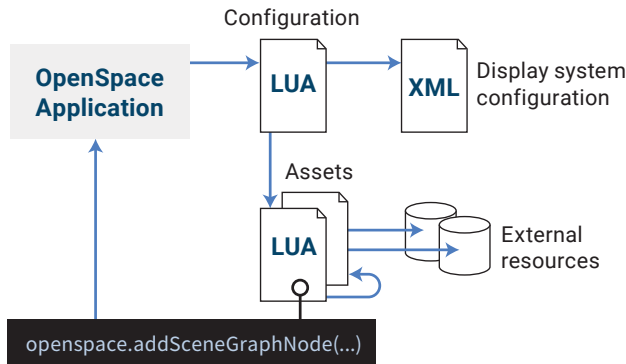 Configuration
OpenSpace
Application
LUA
XML
Display system
configuration
Assets
LUA
External
resources
openspace.addSceneGraphNode(...)